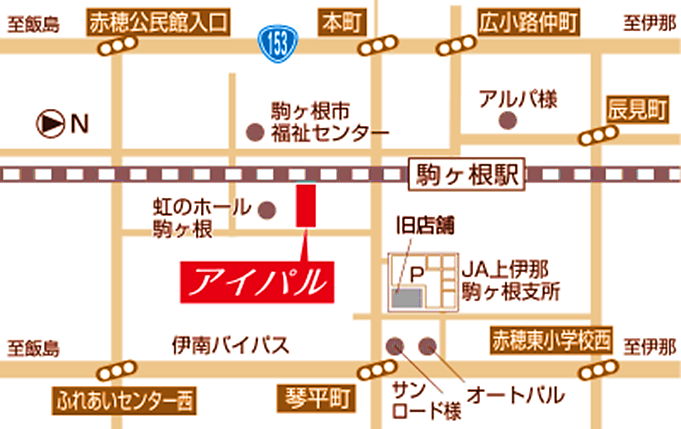 至飯島
赤穂公民館入口
153
本町
広小路仲町
至伊那
N
駒ヶ根市
福祉センター
アルパ様
辰見町
駒ヶ根駅
虹のホール
駒ヶ根
アイパル
旧店舗
P
JA上伊那
駒ヶ根支所
至飯島
伊南バイパス
赤穂東小学校西
至伊那
ふれあいセンター西
琴平町
サン
ロード様
オートパル